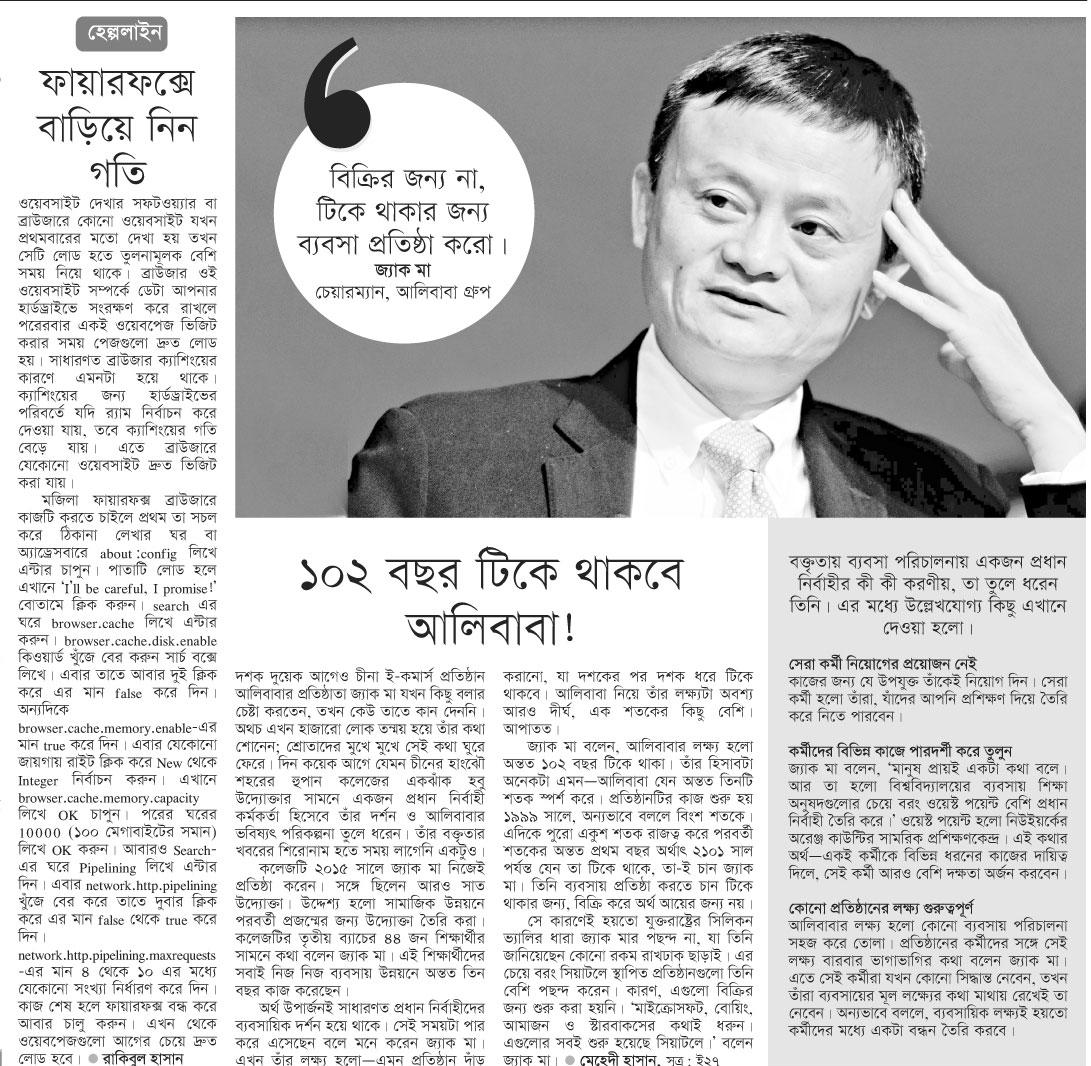 হেল্পলাইন
ফায়ারফক্সে
বাড়িয়ে নিন
গতি
ওয়েবসাইট দেখার সফটওয়্যার বা
ব্রাউজারে কোনো ওয়েবসাইট যখন
প্রথমবারের মতো দেখা হয় তখন
সেটি লোড হতে তুলনামূলক বেশি
সময় নিয়ে থাকে। ব্রাউজার ওই
ওয়েবসাইট সম্পর্কে ডেটা আপনার
হার্ডড্রাইভে সংরক্ষণ করে রাখলে
পরেরবার একই ওয়েবপেজ ভিজিট
করার সময় পেজগুলো দ্রুত লোড
হয়। সাধারণত ব্রাউজার ক্যাশিংয়ের
কারণে এমনটা হয়ে থাকে।
ক্যাশিংয়ের জন্য হার্ডড্রাইভের
পরিবর্তে যদি র‍্যাম নির্বাচন করে
দেওয়া যায়, তবে ক্যাশিংয়ের গতি
বেড়ে যায়। এতে ব্রাউজারে
যেকোনো ওয়েবসাইট দ্রুত ভিজিট
করা যায়।
মজিলা ফায়ারফক্স ব্রাউজারে
কাজটি করতে চাইলে প্রথম তা সচল
করে ঠিকানা লেখার ঘর বা
অ্যাড্রেসবারে about:config লিখে
এন্টার চাপুন। পাতাটি লোড হলে
এখানে ‘I'll be careful, I promise!’
বোতামে ক্লিক করুন। search এর
ঘরে browser.cache লিখে এন্টার
করুন। browser.cache.disk.enable
কিওয়ার্ড খুঁজে বের করুন সার্চ বক্সে
লিখে। এবার তাতে আবার দুই ক্লিক
করে এর মান false করে দিন।
অন্যদিকে
browser.cache.memory.enable-এর
মান true করে দিন। এবার যেকোনো
জায়গায় রাইট ক্লিক করে New থেকে
Integer নির্বাচন করুন। এখানে
browser.cache.memory.capacity
লিখে OK চাপুন। পরের ঘরের
10000 (১০০ মেগাবাইটের সমান)
লিখে OK করুন। আবারও Search-
এর ঘরে Pipelining লিখে এন্টার
দিন। এবার network.http.pipelining
খুঁজে বের করে তাতে দুবার ক্লিক
করে এর মান false থেকে true করে
দিন।
network.http.pipelining.maxrequests
-এর মান ৪ থেকে ১০ এর মধ্যে
যেকোনো সংখ্যা নির্ধারণ করে দিন।
কাজ শেষ হলে ফায়ারফক্স বন্ধ করে
আবার চালু করুন। এখন থেকে
ওয়েবপেজগুলো আগের চেয়ে দ্রুত
লোড হবে। ● রাকিবুল হাসান
বিক্রির জন্য না,
টিকে থাকার জন্য
ব্যবসা প্রতিষ্ঠা করো।
জ্যাক মা
চেয়ারম্যান, আলিবাবা গ্রুপ
১০২ বছর টিকে থাকবে
আলিবাবা!
দশক দুয়েক আগেও চীনা ই-কমার্স প্রতিষ্ঠান
আলিবাবার প্রতিষ্ঠাতা জ্যাক মা যখন কিছু বলার
চেষ্টা করতেন, তখন কেউ তাতে কান দেননি।
অথচ এখন হাজারো লোক তন্ময় হয়ে তাঁর কথা
শোনেন; শ্রোতাদের মুখে মুখে সেই কথা ঘুরে
ফেরে। দিন কয়েক আগে যেমন চীনের হাংঝৌ
শহরের হুপান কলেজের একঝাঁক হবু
উদ্যোক্তার সামনে একজন প্রধান নির্বাহী
কর্মকর্তা হিসেবে তাঁর দর্শন ও আলিবাবার
ভবিষ্যৎ পরিকল্পনা তুলে ধরেন। তাঁর বক্তৃতার
খবরের শিরোনাম হতে সময় লাগেনি একটুও।
কলেজটি ২০১৫ সালে জ্যাক মা নিজেই
প্রতিষ্ঠা করেন। সঙ্গে ছিলেন আরও সাত
উদ্যোক্তা। উদ্দেশ্য হলো সামাজিক উন্নয়নে
পরবর্তী প্রজন্মের জন্য উদ্যোক্তা তৈরি করা।
কলেজটির তৃতীয় ব্যাচের ৪৪ জন শিক্ষার্থীর
সামনে কথা বলেন জ্যাক মা। এই শিক্ষার্থীদের
সবাই নিজ নিজ ব্যবসায় উন্নয়নে অন্তত তিন
বছর কাজ করেছেন।
অর্থ উপার্জনই সাধারণত প্রধান নির্বাহীদের
ব্যবসায়িক দর্শন হয়ে থাকে। সেই সময়টা পার
করে এসেছেন বলে মনে করেন জ্যাক মা।
এখন তাঁর লক্ষ্য হলো—এমন প্রতিষ্ঠান দাঁড়
করানো, যা দশকের পর দশক ধরে টিকে
থাকবে। আলিবাবা নিয়ে তাঁর লক্ষ্যটা অবশ্য
আরও দীর্ঘ, এক শতকের কিছু বেশি।
আপাতত।
জ্যাক মা বলেন, আলিবাবার লক্ষ্য হলো
অন্তত ১০২ বছর টিকে থাকা। তাঁর হিসাবটা
অনেকটা এমন—আলিবাবা যেন অন্তত তিনটি
শতক স্পর্শ করে। প্রতিষ্ঠানটির কাজ শুরু হয়
১৯৯৯ সালে, অন্যভাবে বললে বিংশ শতকে।
এদিকে পুরো একুশ শতক রাজত্ব করে পরবর্তী
শতকের অন্তত প্রথম বছর অর্থাৎ ২১০১ সাল
পর্যন্ত যেন তা টিকে থাকে, তা-ই চান জ্যাক
মা। তিনি ব্যবসায় প্রতিষ্ঠা করতে চান টিকে
থাকার জন্য, বিক্রি করে অর্থ আয়ের জন্য নয়।
সে কারণেই হয়তো যুক্তরাষ্ট্রের সিলিকন
ভ্যালির ধারা জ্যাক মার পছন্দ না, যা তিনি
জানিয়েছেন কোনো রকম রাখঢাক ছাড়াই। এর
চেয়ে বরং সিয়াটলে স্থাপিত প্রতিষ্ঠানগুলো তিনি
বেশি পছন্দ করেন। কারণ, এগুলো বিক্রির
জন্য শুরু করা হয়নি। ‘মাইক্রোসফট, বোয়িং,
আমাজন ও স্টারবাকসের কথাই ধরুন।
এগুলোর সবই শুরু হয়েছে সিয়াটলে।’ বলেন
জ্যাক মা। ● মেহেদী হাসান, সূত্র: ই২৭
বক্তৃতায় ব্যবসা পরিচালনায় একজন প্রধান
নির্বাহীর কী কী করণীয়, তা তুলে ধরেন
তিনি। এর মধ্যে উল্লেখযোগ্য কিছু এখানে
দেওয়া হলো।
সেরা কর্মী নিয়োগের প্রয়োজন নেই
কাজের জন্য যে উপযুক্ত তাঁকেই নিয়োগ দিন। সেরা
কর্মী হলো তাঁরা, যাঁদের আপনি প্রশিক্ষণ দিয়ে তৈরি
করে নিতে পারবেন।
কর্মীদের বিভিন্ন কাজে পারদর্শী করে তুলুন
জ্যাক মা বলেন, ‘মানুষ প্রায়ই একটা কথা বলে।
আর তা হলো বিশ্ববিদ্যালয়ের ব্যবসায় শিক্ষা
অনুষদগুলোর চেয়ে বরং ওয়েস্ট পয়েন্ট বেশি প্রধান
নির্বাহী তৈরি করে।’ ওয়েস্ট পয়েন্ট হলো নিউইয়র্কের
অরেঞ্জ কাউন্টির সামরিক প্রশিক্ষণকেন্দ্র। এই কথার
অর্থ—একই কর্মীকে বিভিন্ন ধরনের কাজের দায়িত্ব
দিলে, সেই কর্মী আরও বেশি দক্ষতা অর্জন করবেন।
কোনো প্রতিষ্ঠানের লক্ষ্য গুরুত্বপূর্ণ
আলিবাবার লক্ষ্য হলো কোনো ব্যবসায় পরিচালনা
সহজ করে তোলা। প্রতিষ্ঠানের কর্মীদের সঙ্গে সেই
লক্ষ্য বারবার ভাগাভাগির কথা বলেন জ্যাক মা।
এতে সেই কর্মীরা যখন কোনো সিদ্ধান্ত নেবেন, তখন
তাঁরা ব্যবসায়ের মূল লক্ষ্যের কথা মাথায় রেখেই তা
নেবেন। অন্যভাবে বললে, ব্যবসায়িক লক্ষ্যই হয়তো
কর্মীদের মধ্যে একটা বন্ধন তৈরি করবে।